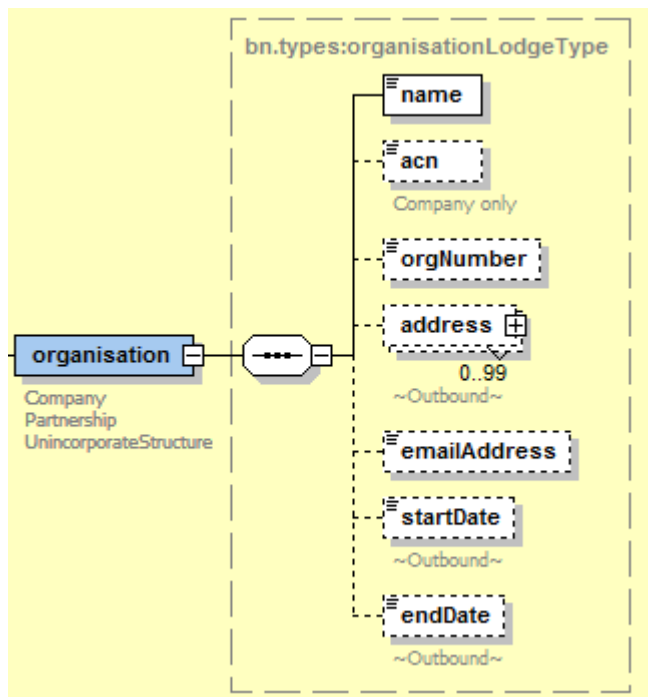 bn.types:organisationLodgeType
name
acn
Company only
orgNumber
address
0..99
~Outbound~
organisation
Company
Partnership
UnincorporateStructure
emailAddress
startDate
~Outbound~
endDate
~Outbound~